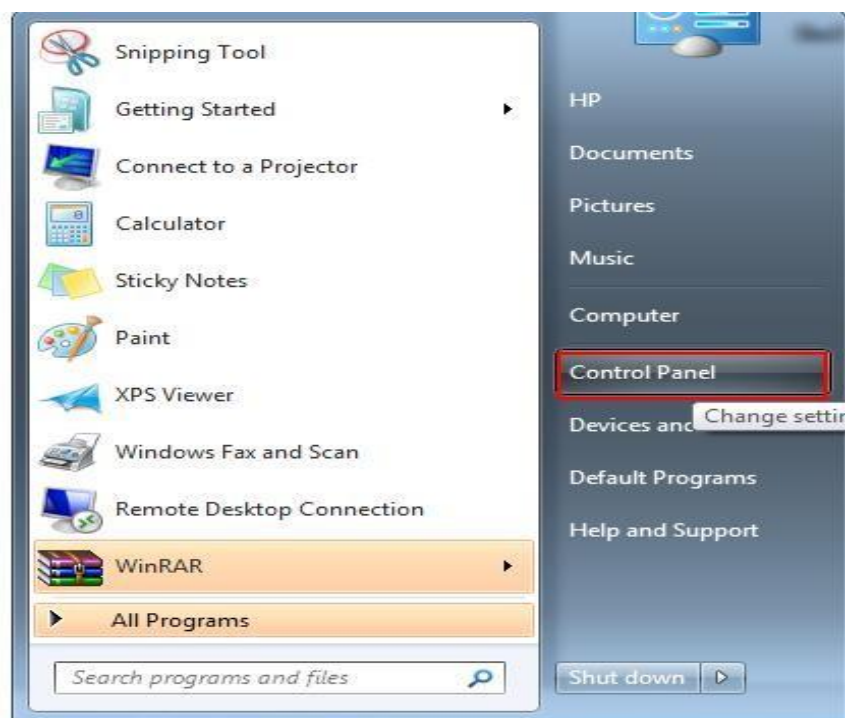 Snipping Tool
Getting Started
Connect to a Projector
Calculator
Sticky Notes
Paint
XPS Viewer
Windows Fax and Scan
Remote Desktop Connection
WinRAR
All Programs
Search programs and files
HP
Documents
Pictures
Music
Computer
Control Panel
Devices and
Change settin
Default Programs
Help and Support
Shut down